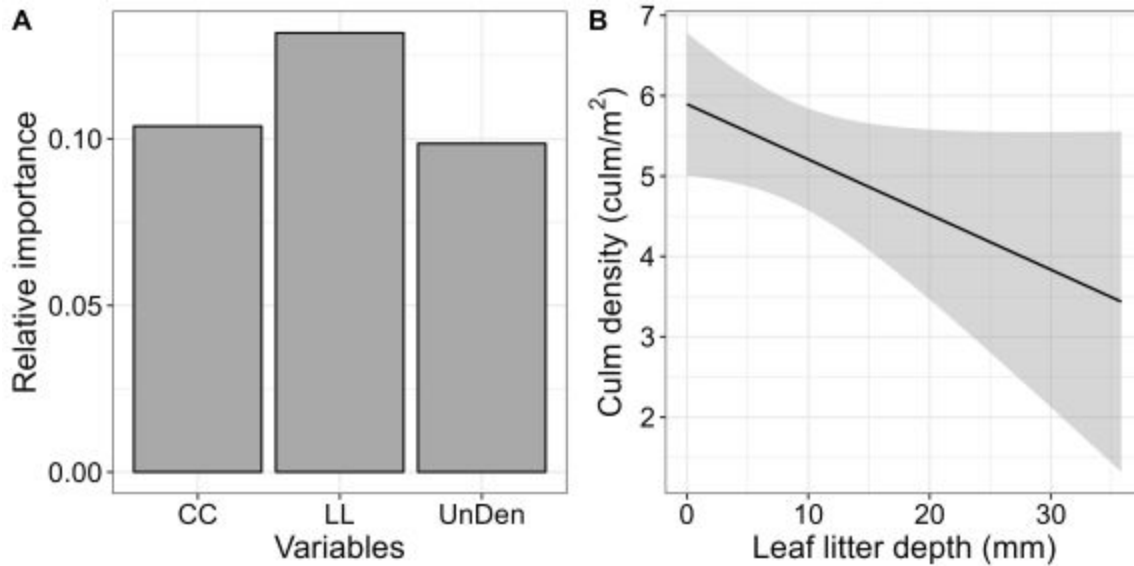 A
Relative importance
0.10
0.05
0.00
CC LL UnDen
Variables
B
Culm density (culm/m²)
7
6
5
4
3
2
0 10 20 30
Leaf litter depth (mm)